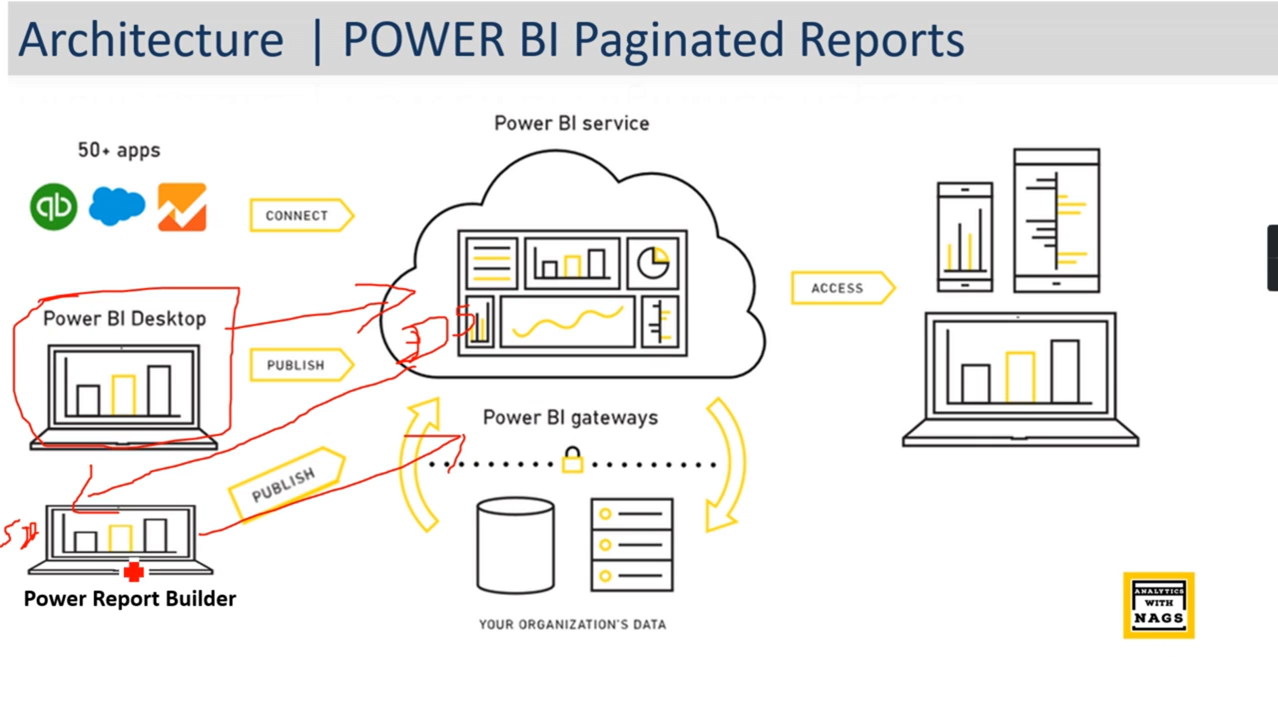 Architecture | POWER BI Paginated Reports
Power BI service
50+ apps
qb
CONNECT
ACCESS
Power BI Desktop
PUBLISH
Power BI gateways
PUBLISH
Power Report Builder
YOUR ORGANIZATION'S DATA
ANALYTICS
WITH
NAGS